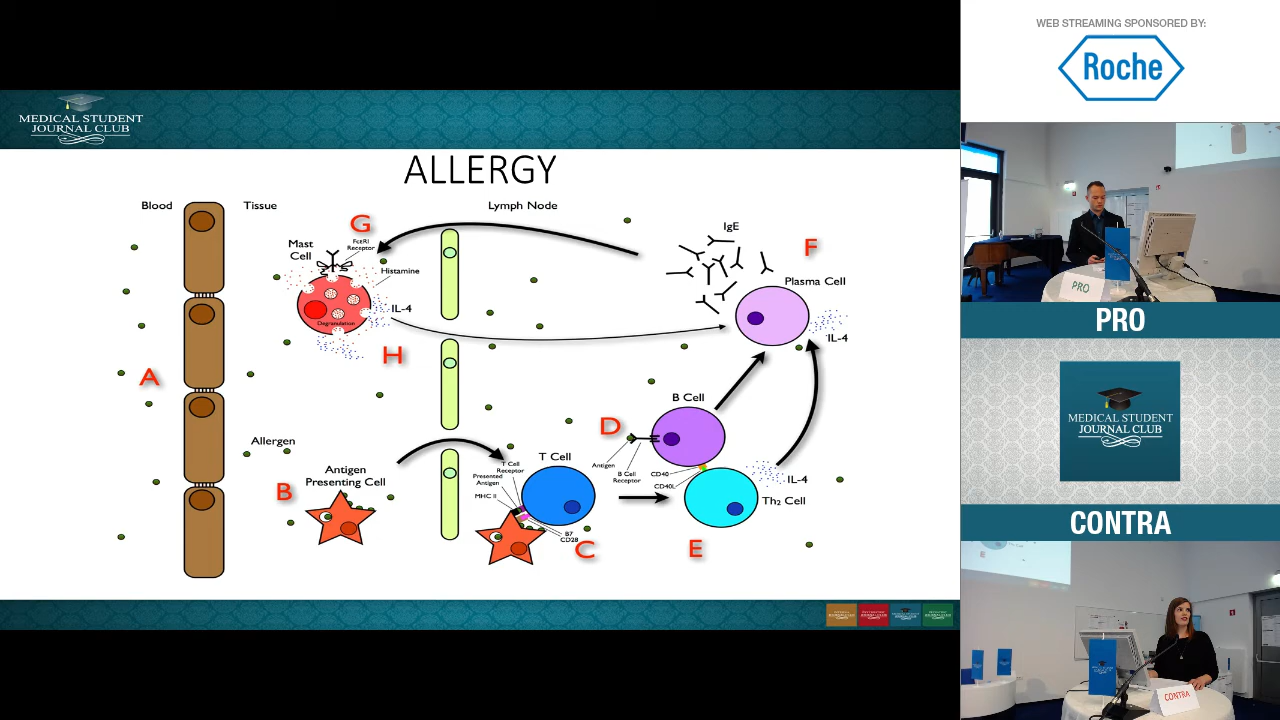 MEDICAL STUDENT
JOURNAL CLUB
ALLERGY
Blood
Tissue
Lymph Node
G
FcεRI
Receptor
Mast
Cell
Histamine
IL-4
Degranulation
H
A
IgE
F
Plasma Cell
IL-4
B Cell
D
Antigen
B Cell
Receptor
CD40
CD40L
IL-4
Th2 Cell
E
Allergen
Antigen
Presenting Cell
B
T Cell
T Cell
Receptor
Presented
Antigen
MHC II
B7
CD28
C
WEB STREAMING SPONSORED BY:
Roche
PRO
PRO
MEDICAL STUDENT
JOURNAL CLUB
CONTRA
CONTRA